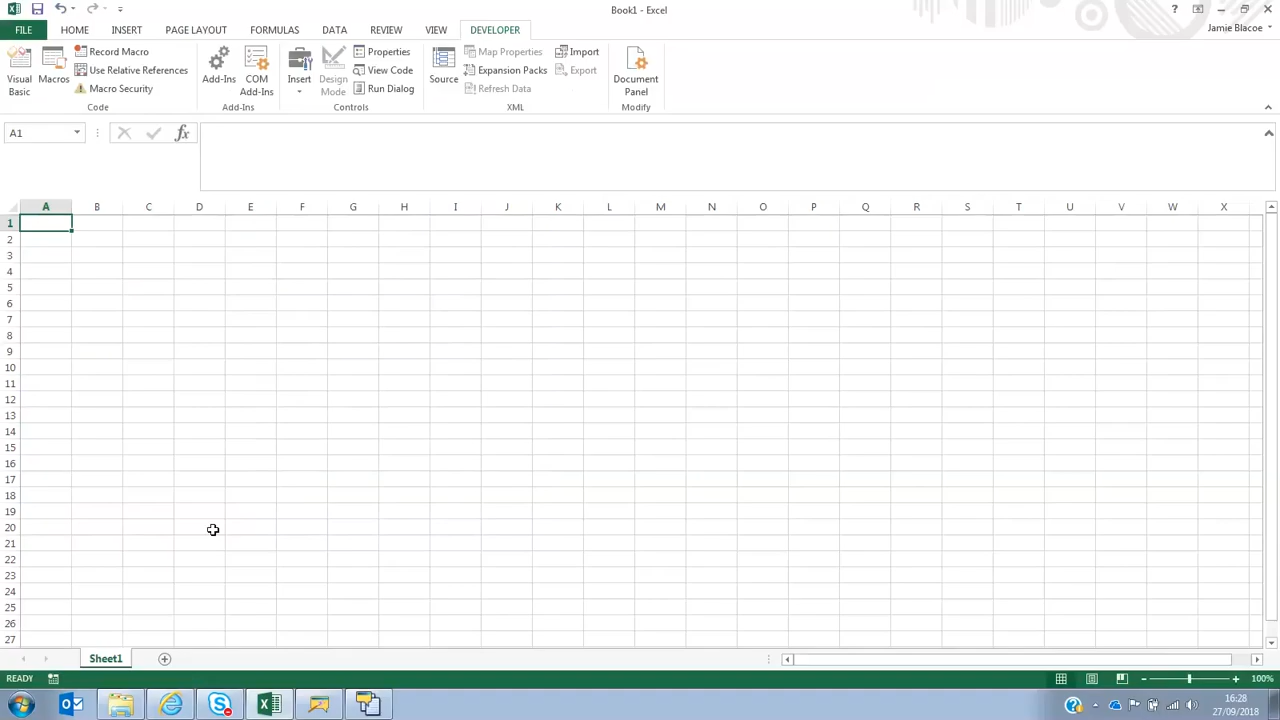 Book1 - Excel
?
FILE HOME INSERT PAGE LAYOUT FORMULAS DATA REVIEW VIEW DEVELOPER Jamie Blacoe
Visual Basic
Macros
Record Macro
Use Relative References
Macro Security
Code
Add-Ins
COM Add-Ins
Add-Ins
Insert
Design Mode
Properties
View Code
Run Dialog
Controls
Source
Map Properties
Expansion Packs
Refresh Data
Import
Export
XML
Document Panel
Modify
A1 fx
A B C D E F G H I J K L M N O P Q R S T U V W X
1
2
3
4
5
6
7
8
9
10
11
12
13
14
15
16
17
18
19
20
21
22
23
24
25
26
27
Sheet1
READY 100%
16:28
27/09/2018